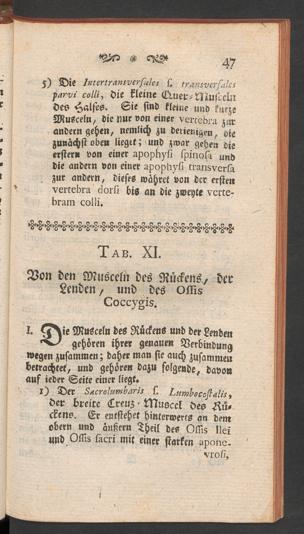 47
5) Die Intertransversales s. transversales
parvi colli, die kleine Quer-Musceln
des Halses. Sie sind kleine und kurze
Musceln, die nur von einer vertebra zur
andern gehen, nemlich zu derjenigen, die
zunächst oben lieget; und zwar gehen die
erstern von einer apophysi spinosa und
die andern von einer apophysi transversa
zur andern, dieses währet von der ersten
vertebra dorsi bis an die zweyte verte-
bram colli.
TAB. XI.
Von den Musceln des Rückens, der
Lenden, und des Ossis
Coccygis.
1. Die Musceln des Rückens und der Lenden
gehören ihrer genauen Verbindung
wegen zusammen; daher man sie auch zusammen
betrachtet, und gehören dazu folgende, davon
auf jeder Seite einer liegt.
1) Der Sacrolumbaris s. Lumbocostalis,
der breite Creuz-Muscel des Rü-
ckens. Er entstehet hinterwerts an dem
obern und äußern Theil des Ossis Ilei
und Ossis sacri mit einer starken apone-
vrosi,